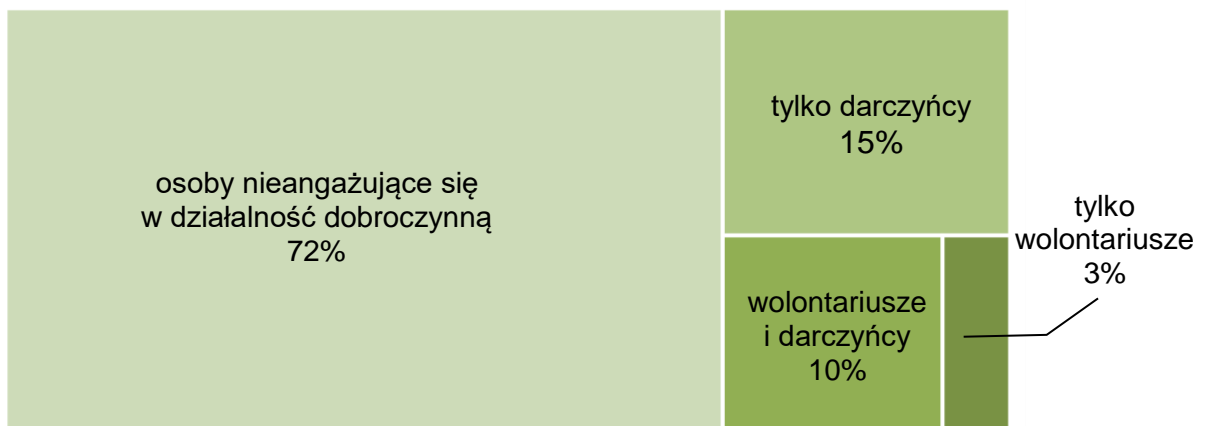 osoby nieangażujące się
w działalność dobroczynną
72%
tylko darczyńcy
15%
wolontariusze
i darczyńcy
10%
tylko
wolontariusze
3%